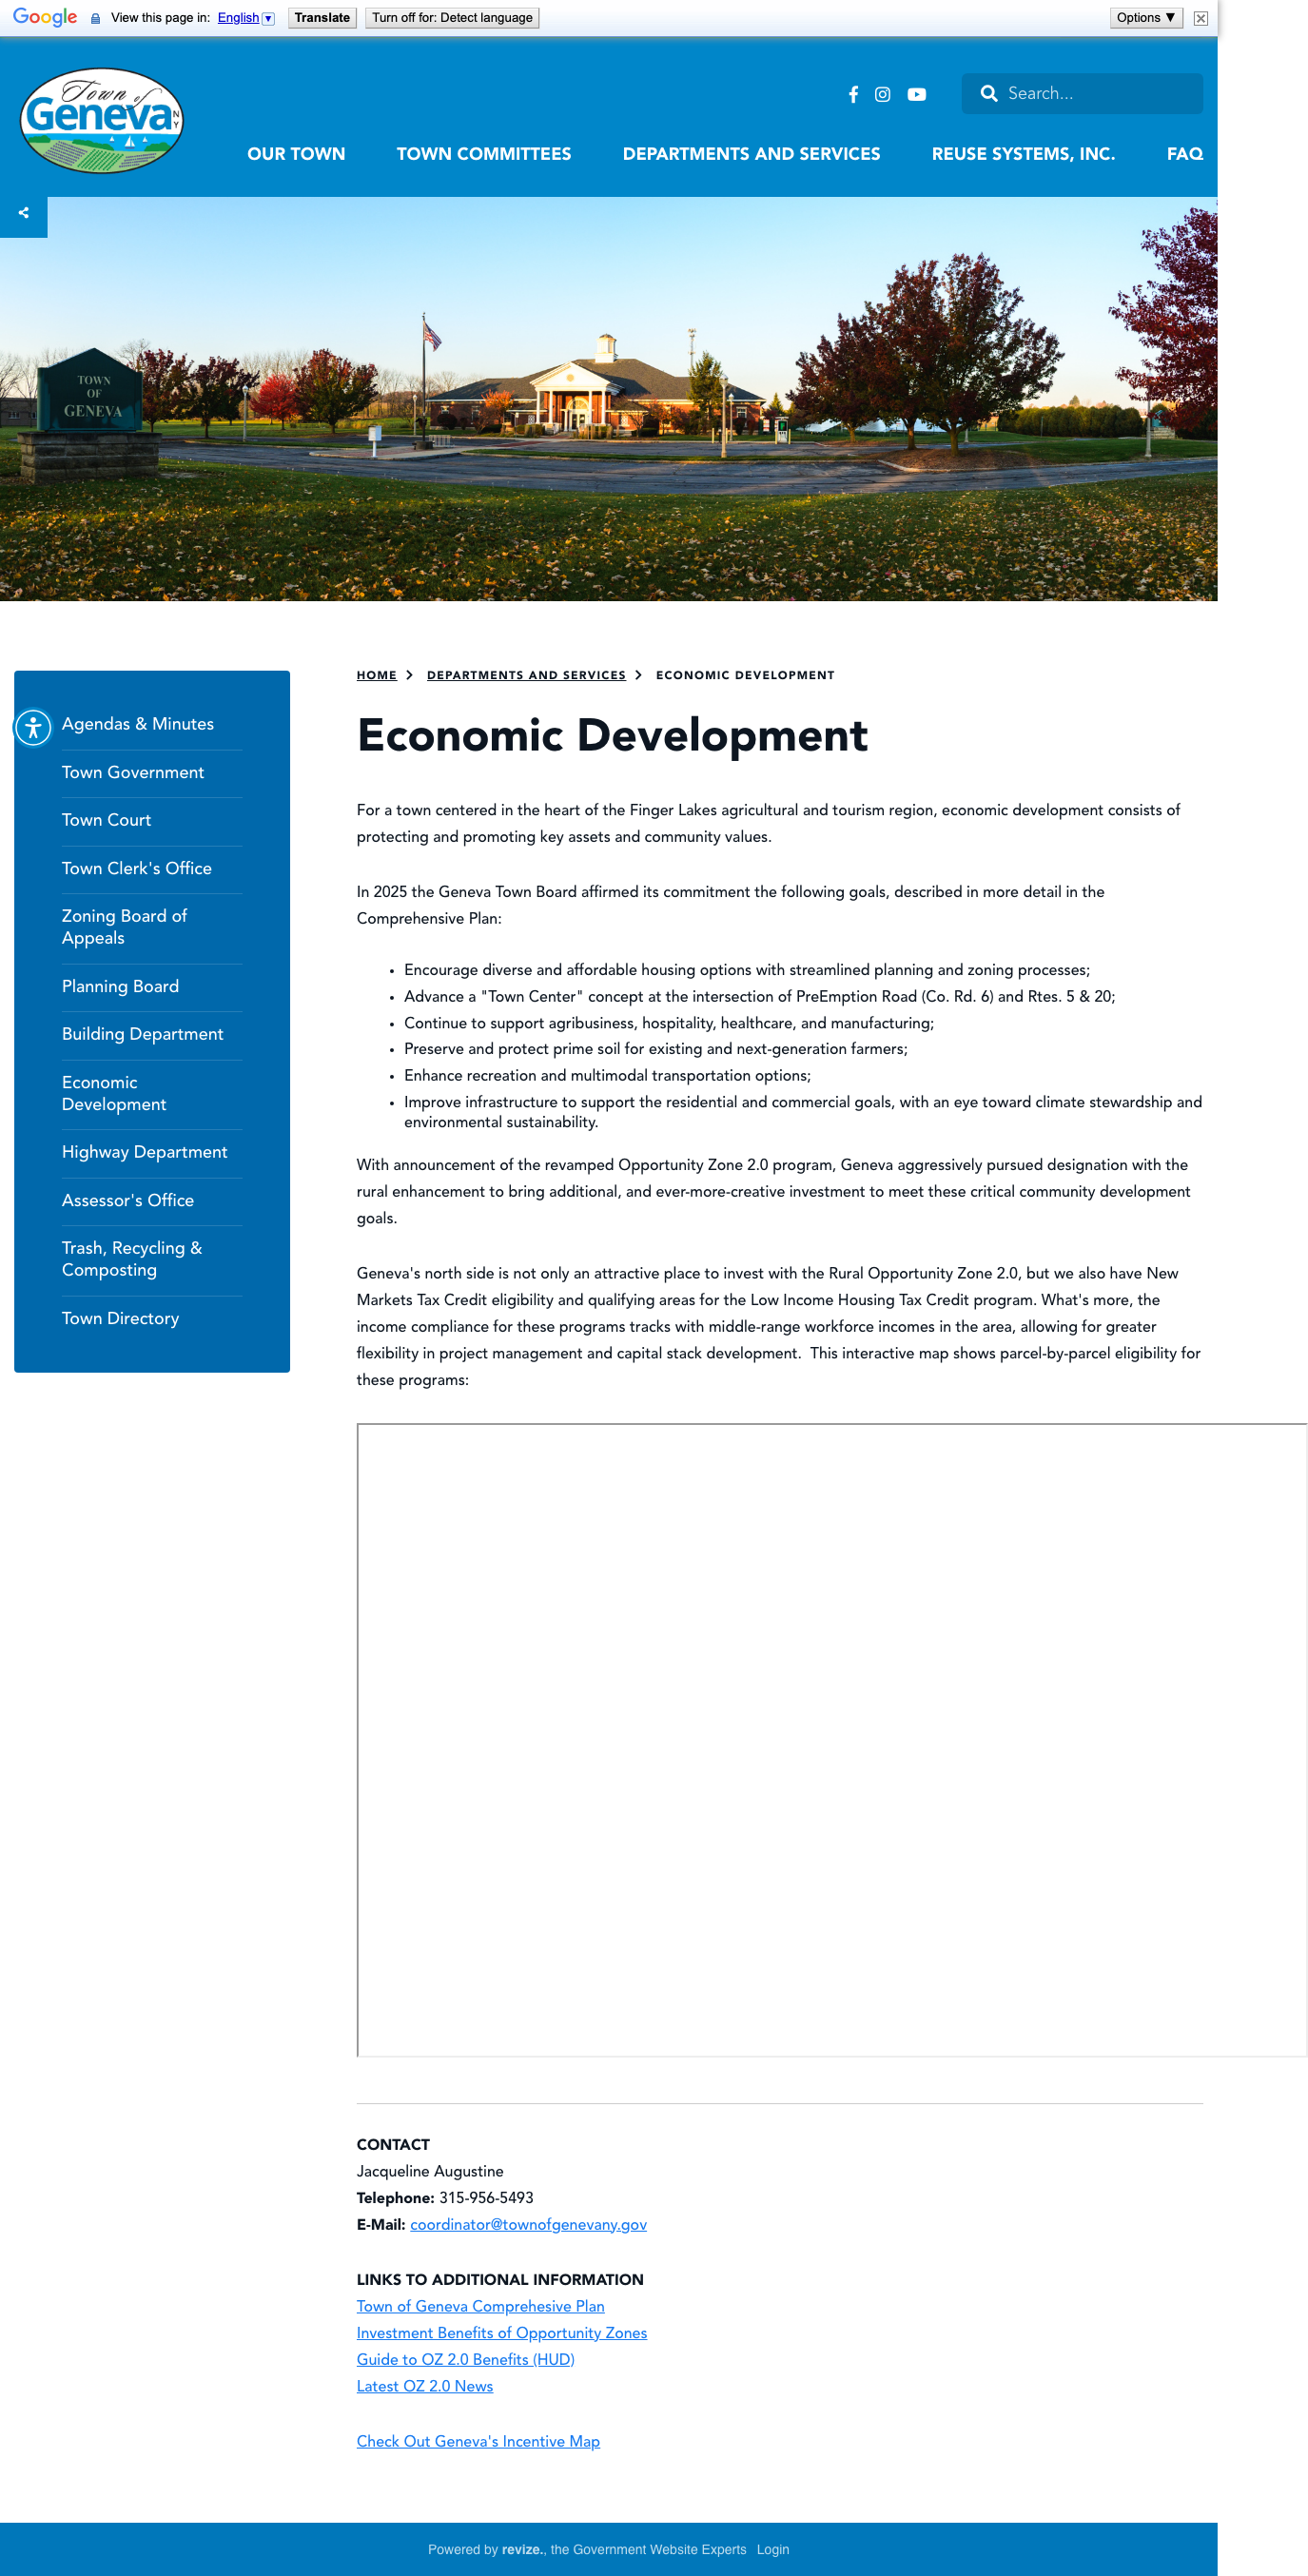 Google View this page in: English ▼ Translate Turn off for: Detect language Options ▼
Town of
Geneva NY
Search...
OUR TOWN TOWN COMMITTEES DEPARTMENTS AND SERVICES REUSE SYSTEMS, INC. FAQ
TOWN
OF
GENEVA
HOME DEPARTMENTS AND SERVICES ECONOMIC DEVELOPMENT
Agendas & Minutes
Town Government
Town Court
Town Clerk's Office
Zoning Board of
Appeals
Planning Board
Building Department
Economic
Development
Highway Department
Assessor's Office
Trash, Recycling &
Composting
Town Directory
Economic Development
For a town centered in the heart of the Finger Lakes agricultural and tourism region, economic development consists of
protecting and promoting key assets and community values.
In 2025 the Geneva Town Board affirmed its commitment the following goals, described in more detail in the
Comprehensive Plan:
• Encourage diverse and affordable housing options with streamlined planning and zoning processes;
• Advance a "Town Center" concept at the intersection of PreEmption Road (Co. Rd. 6) and Rtes. 5 & 20;
• Continue to support agribusiness, hospitality, healthcare, and manufacturing;
• Preserve and protect prime soil for existing and next-generation farmers;
• Enhance recreation and multimodal transportation options;
• Improve infrastructure to support the residential and commercial goals, with an eye toward climate stewardship and
environmental sustainability.
With announcement of the revamped Opportunity Zone 2.0 program, Geneva aggressively pursued designation with the
rural enhancement to bring additional, and ever-more-creative investment to meet these critical community development
goals.
Geneva's north side is not only an attractive place to invest with the Rural Opportunity Zone 2.0, but we also have New
Markets Tax Credit eligibility and qualifying areas for the Low Income Housing Tax Credit program. What's more, the
income compliance for these programs tracks with middle-range workforce incomes in the area, allowing for greater
flexibility in project management and capital stack development.  This interactive map shows parcel-by-parcel eligibility for
these programs:
CONTACT
Jacqueline Augustine
Telephone: 315-956-5493
E-Mail: coordinator@townofgenevany.gov
LINKS TO ADDITIONAL INFORMATION
Town of Geneva Comprehesive Plan
Investment Benefits of Opportunity Zones
Guide to OZ 2.0 Benefits (HUD)
Latest OZ 2.0 News
Check Out Geneva's Incentive Map
Powered by revize., the Government Website Experts Login